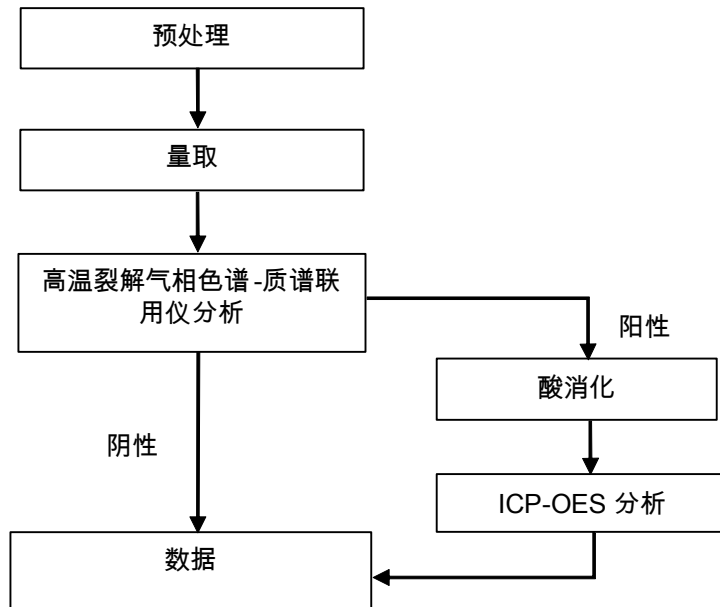 预处理
量取
高温裂解气相色谱-质谱联
用仪分析
阳性
酸消化
阴性
ICP-OES 分析
数据